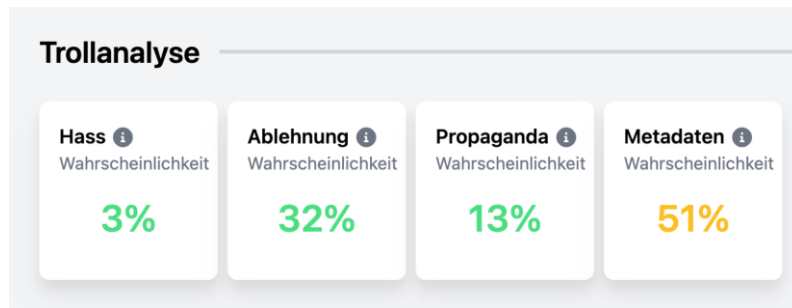 Trollanalyse
Hass
Wahrscheinlichkeit
3%
Ablehnung
Wahrscheinlichkeit
32%
Propaganda
Wahrscheinlichkeit
13%
Metadaten
Wahrscheinlichkeit
51%